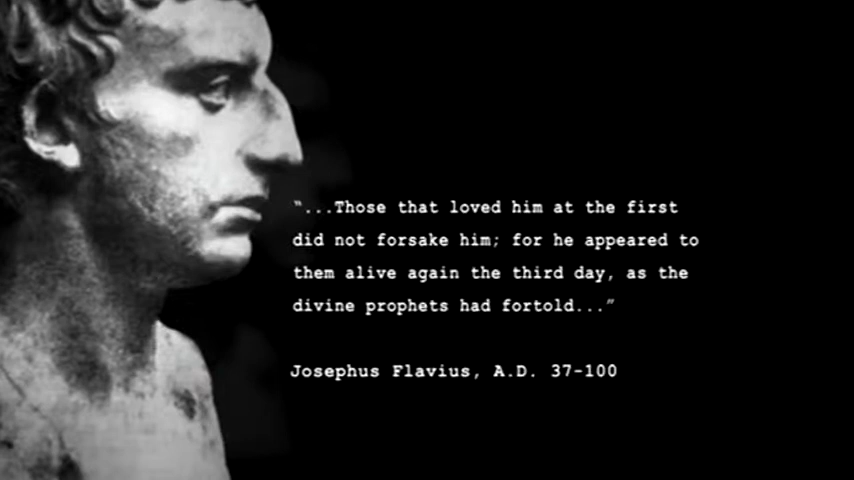 “...Those that loved him at the first
did not forsake him; for he appeared to
them alive again the third day, as the
divine prophets had fortold...”
Josephus Flavius, A.D. 37-100